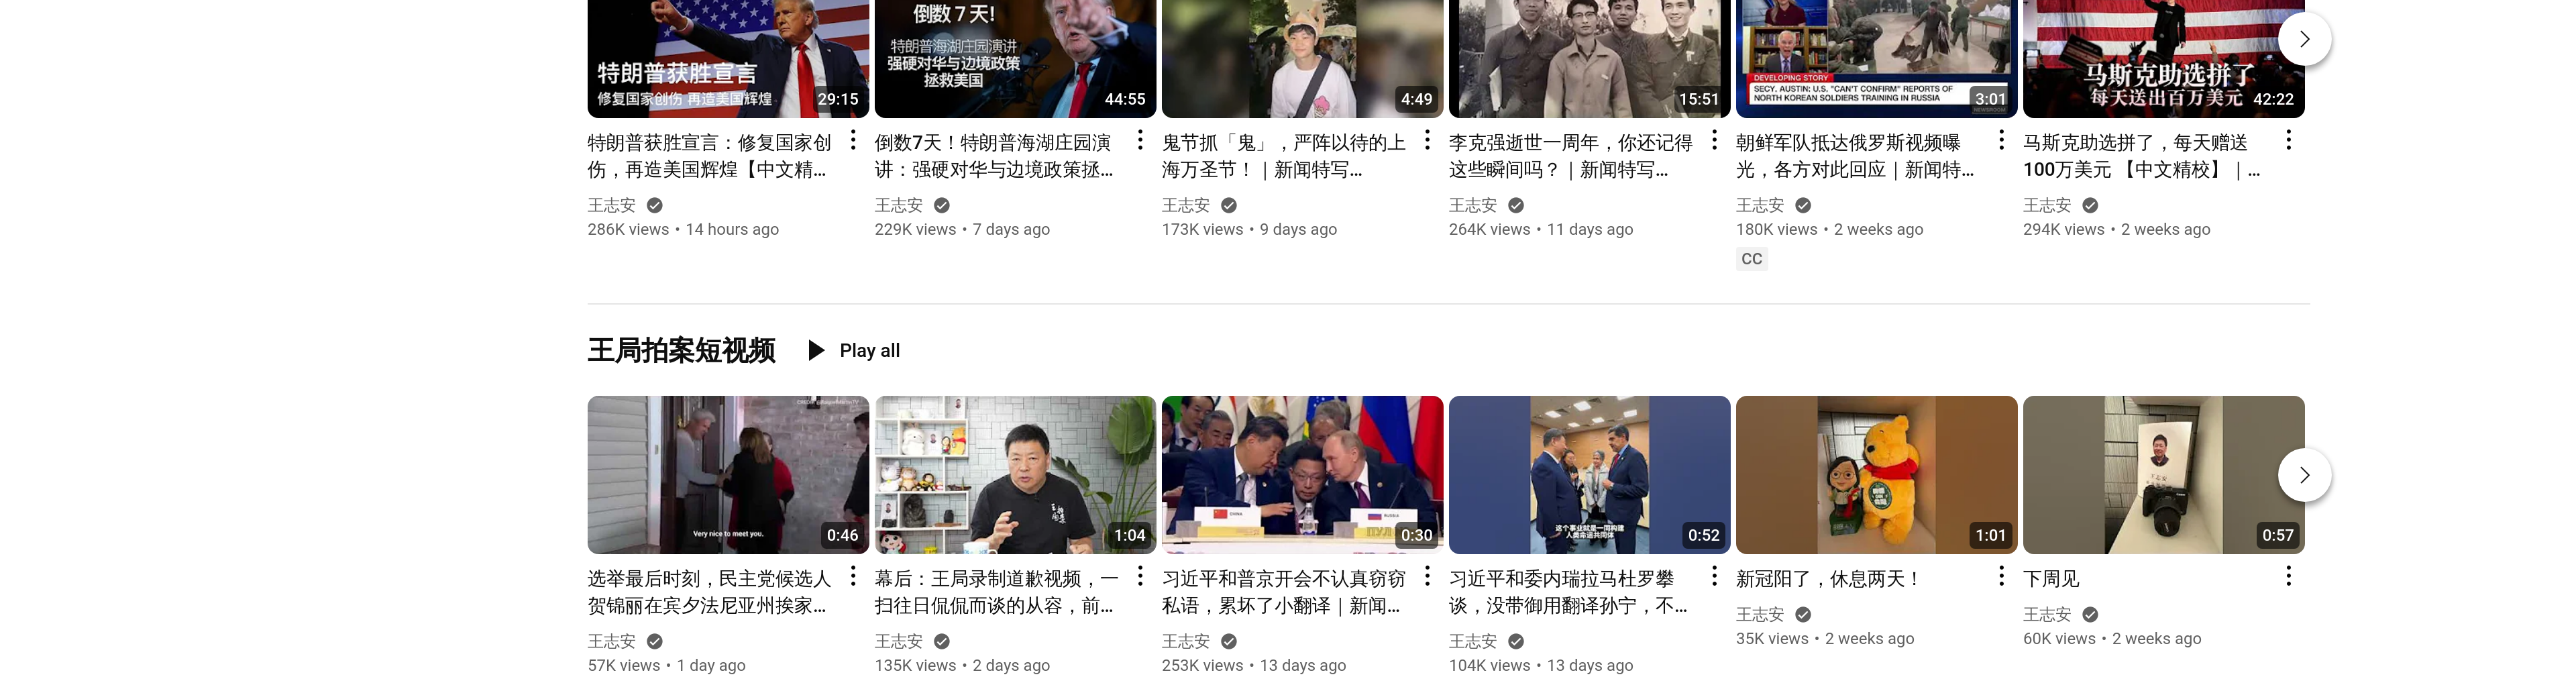 特朗普获胜宣言
修复国家创伤 再造美国辉煌
29:15
倒数7天!
特朗普海湖庄园演讲
强硬对华与边境政策
拯救美国
44:55
4:49
15:51
DEVELOPING STORY
SECY. AUSTIN: U.S. "CAN'T CONFIRM" REPORTS OF
NORTH KOREAN SOLDIERS TRAINING IN RUSSIA
NEWSROOM
3:01
马斯克助选拼了
每天送出百万美元
42:22
特朗普获胜宣言：修复国家创
伤，再造美国辉煌【中文精...
王志安
286K views • 14 hours ago
倒数7天！特朗普海湖庄园演
讲：强硬对华与边境政策拯...
王志安
229K views • 7 days ago
鬼节抓「鬼」，严阵以待的上
海万圣节！｜新闻特写...
王志安
173K views • 9 days ago
李克强逝世一周年，你还记得
这些瞬间吗？｜新闻特写...
王志安
264K views • 11 days ago
朝鲜军队抵达俄罗斯视频曝
光，各方对此回应｜新闻特...
王志安
180K views • 2 weeks ago
CC
马斯克助选拼了，每天赠送
100万美元 【中文精校】｜...
王志安
294K views • 2 weeks ago
王局拍案短视频
Play all
Very nice to meet you.
0:46
1:04
CHINA
RUSSIA
0:30
这个事业就是一同构建
人类命运共同体
0:52
1:01
王志安
0:57
选举最后时刻，民主党候选人
贺锦丽在宾夕法尼亚州挨家...
王志安
57K views • 1 day ago
幕后：王局录制道歉视频，一
扫往日侃侃而谈的从容，前...
王志安
135K views • 2 days ago
习近平和普京开会不认真窃窃
私语，累坏了小翻译｜新闻...
王志安
253K views • 13 days ago
习近平和委内瑞拉马杜罗攀
谈，没带御用翻译孙宁，不...
王志安
104K views • 13 days ago
新冠阳了，休息两天！
王志安
35K views • 2 weeks ago
下周见
王志安
60K views • 2 weeks ago